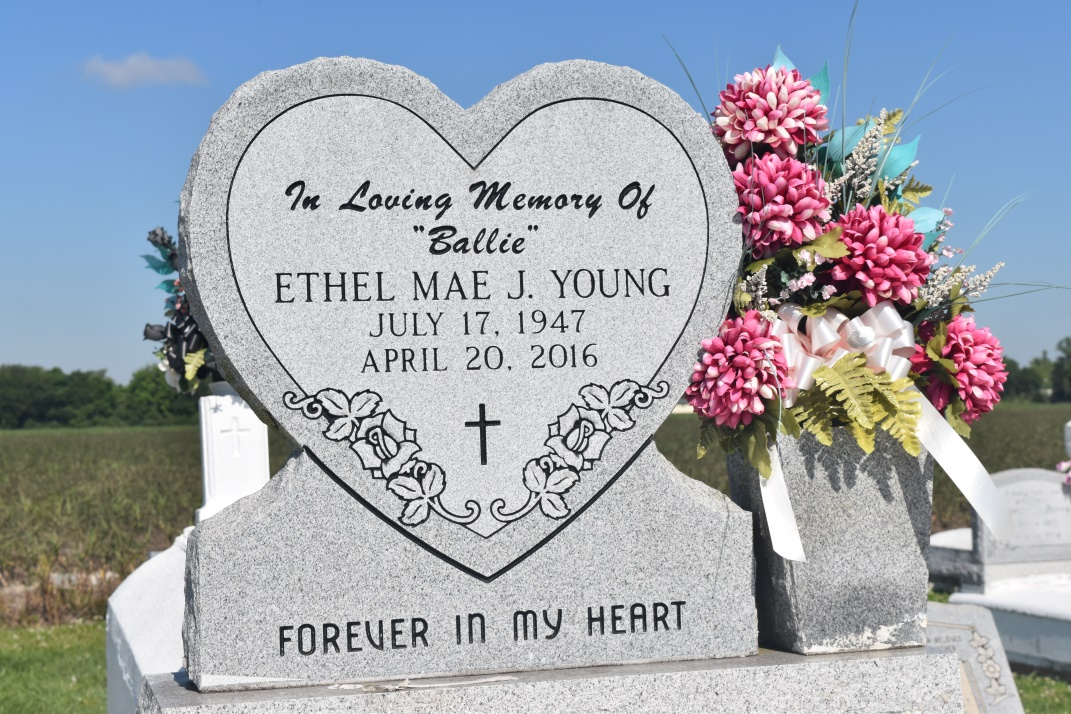 In Loving Memory Of
"Ballie"
ETHEL MAE J. YOUNG
JULY 17, 1947
APRIL 20, 2016
FOREVER IN MY HEART